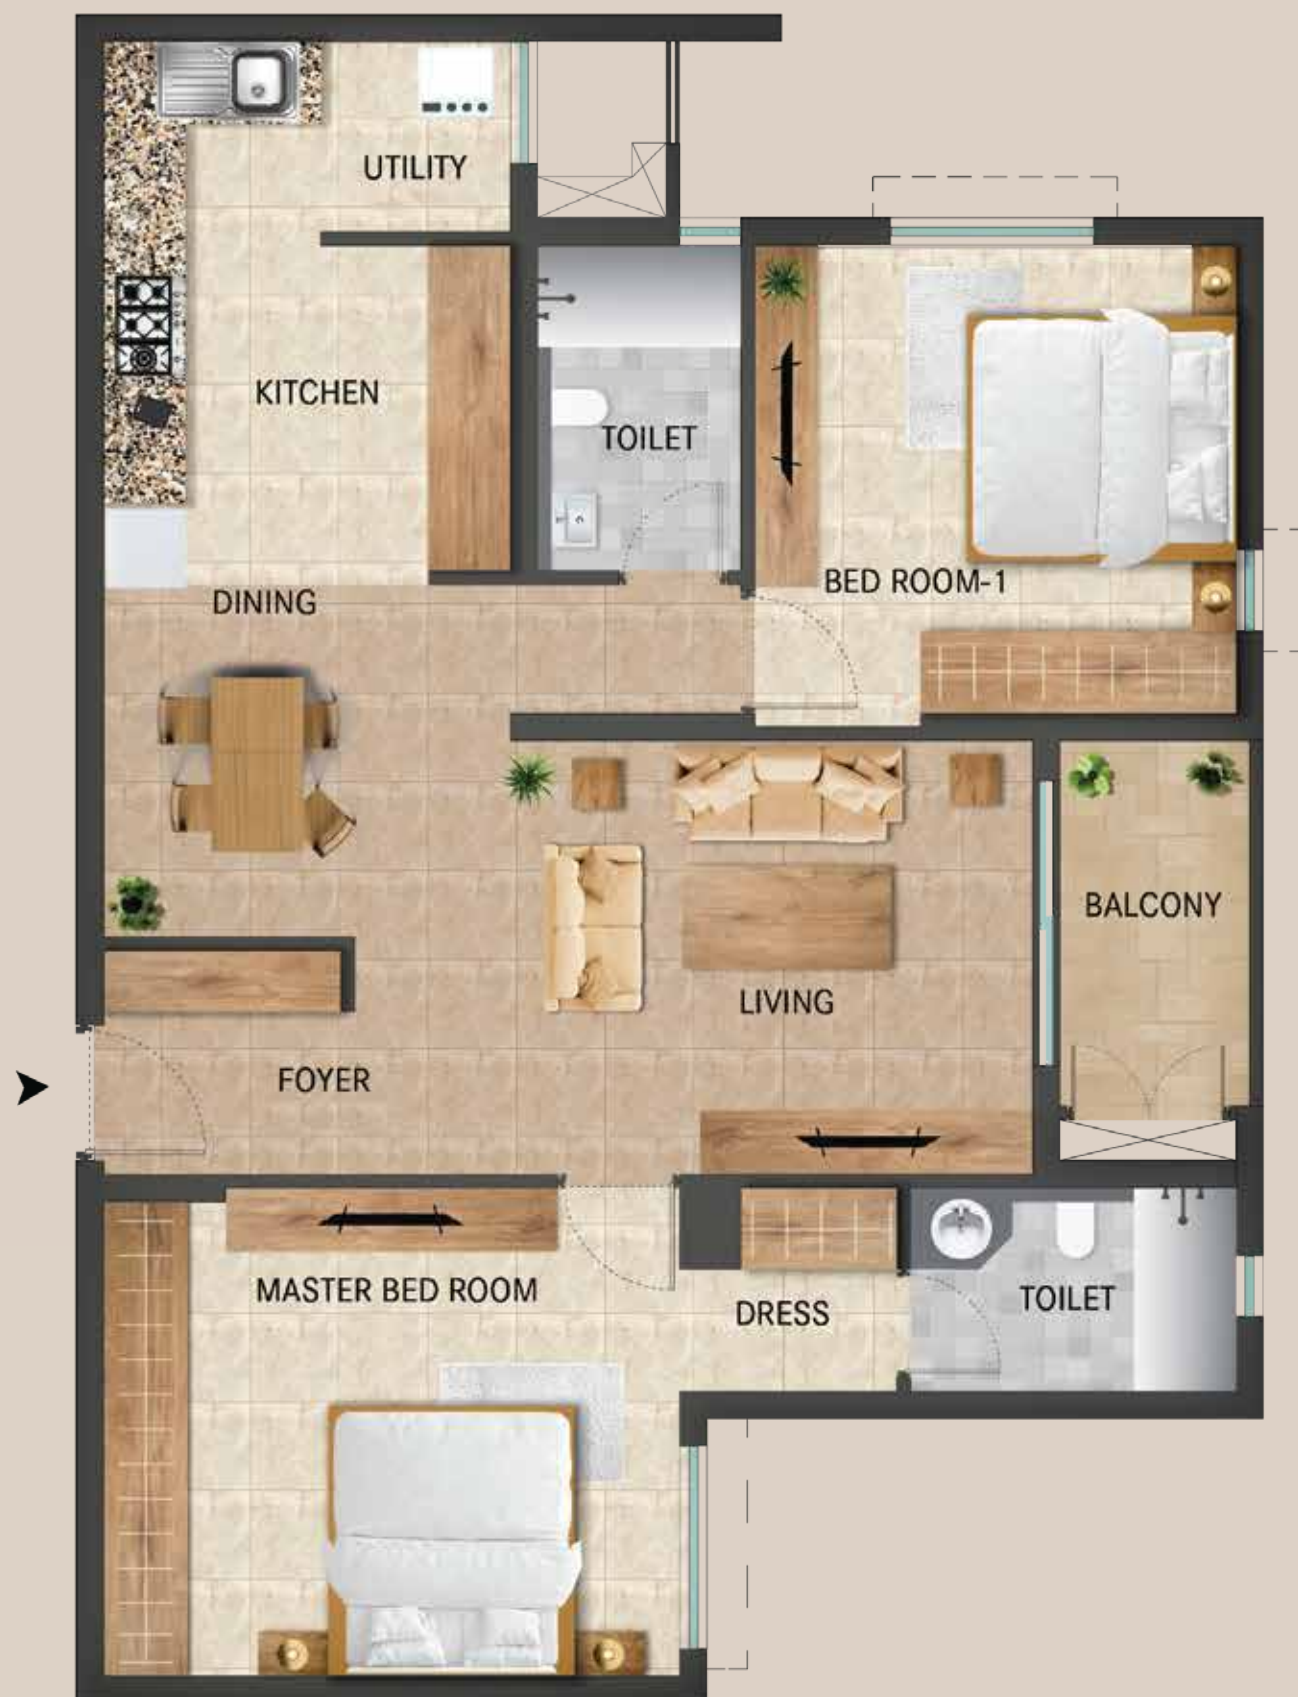 UTILITY
KITCHEN
TOILET
BED ROOM-1
DINING
BALCONY
LIVING
FOYER
MASTER BED ROOM
DRESS
TOILET